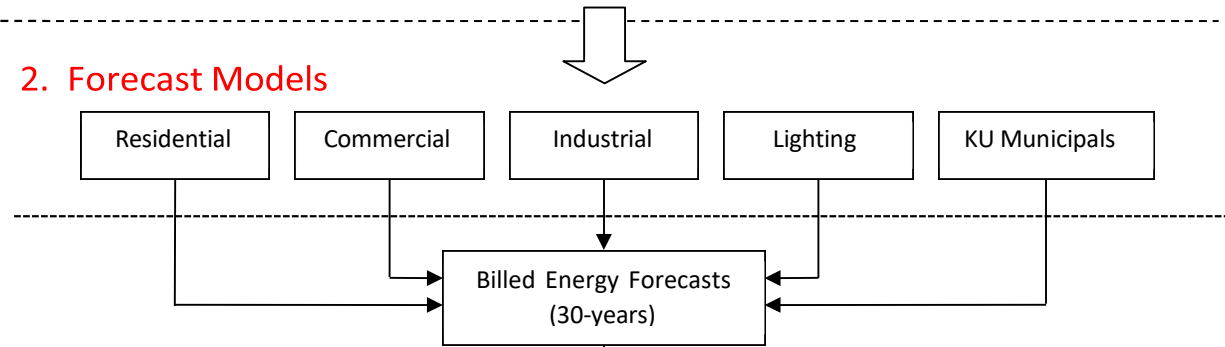 2. Forecast Models
Residential
Commercial
Industrial
Lighting
KU Municipals
Billed Energy Forecasts
(30-years)